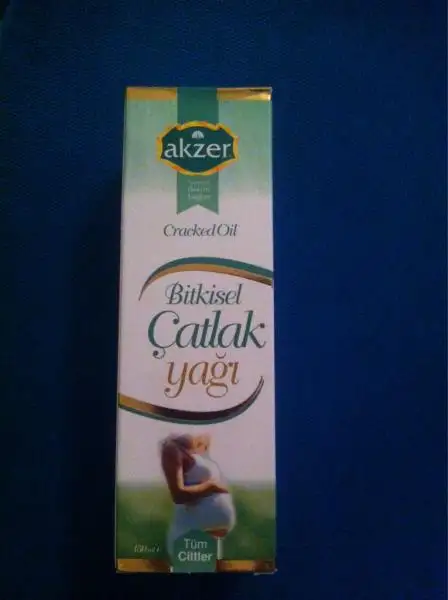 akzer
Cracked Oil
Bitkisel
Çatlak
yağı
Tüm
Ciltler